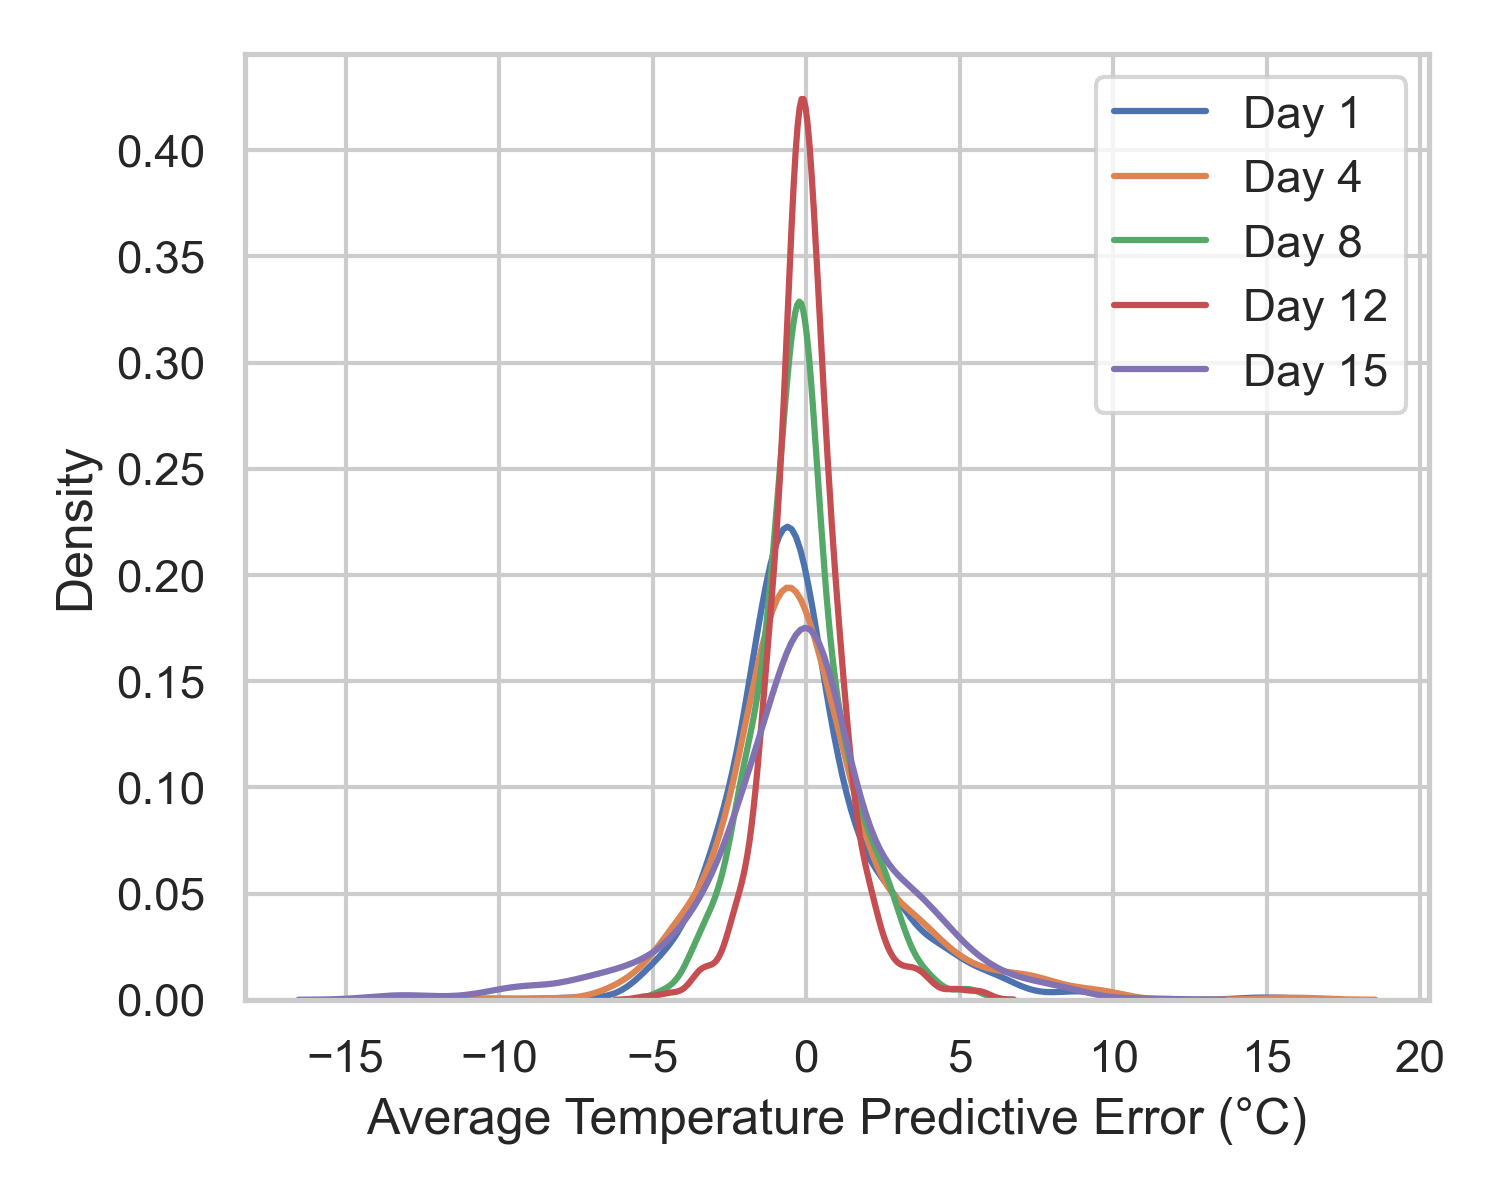 0.40
0.35
0.30
0.25
0.20
0.15
0.10
0.05
0.00
Density
−15 −10 −5 0 5 10 15 20
Average Temperature Predictive Error (°C)
Day 1
Day 4
Day 8
Day 12
Day 15